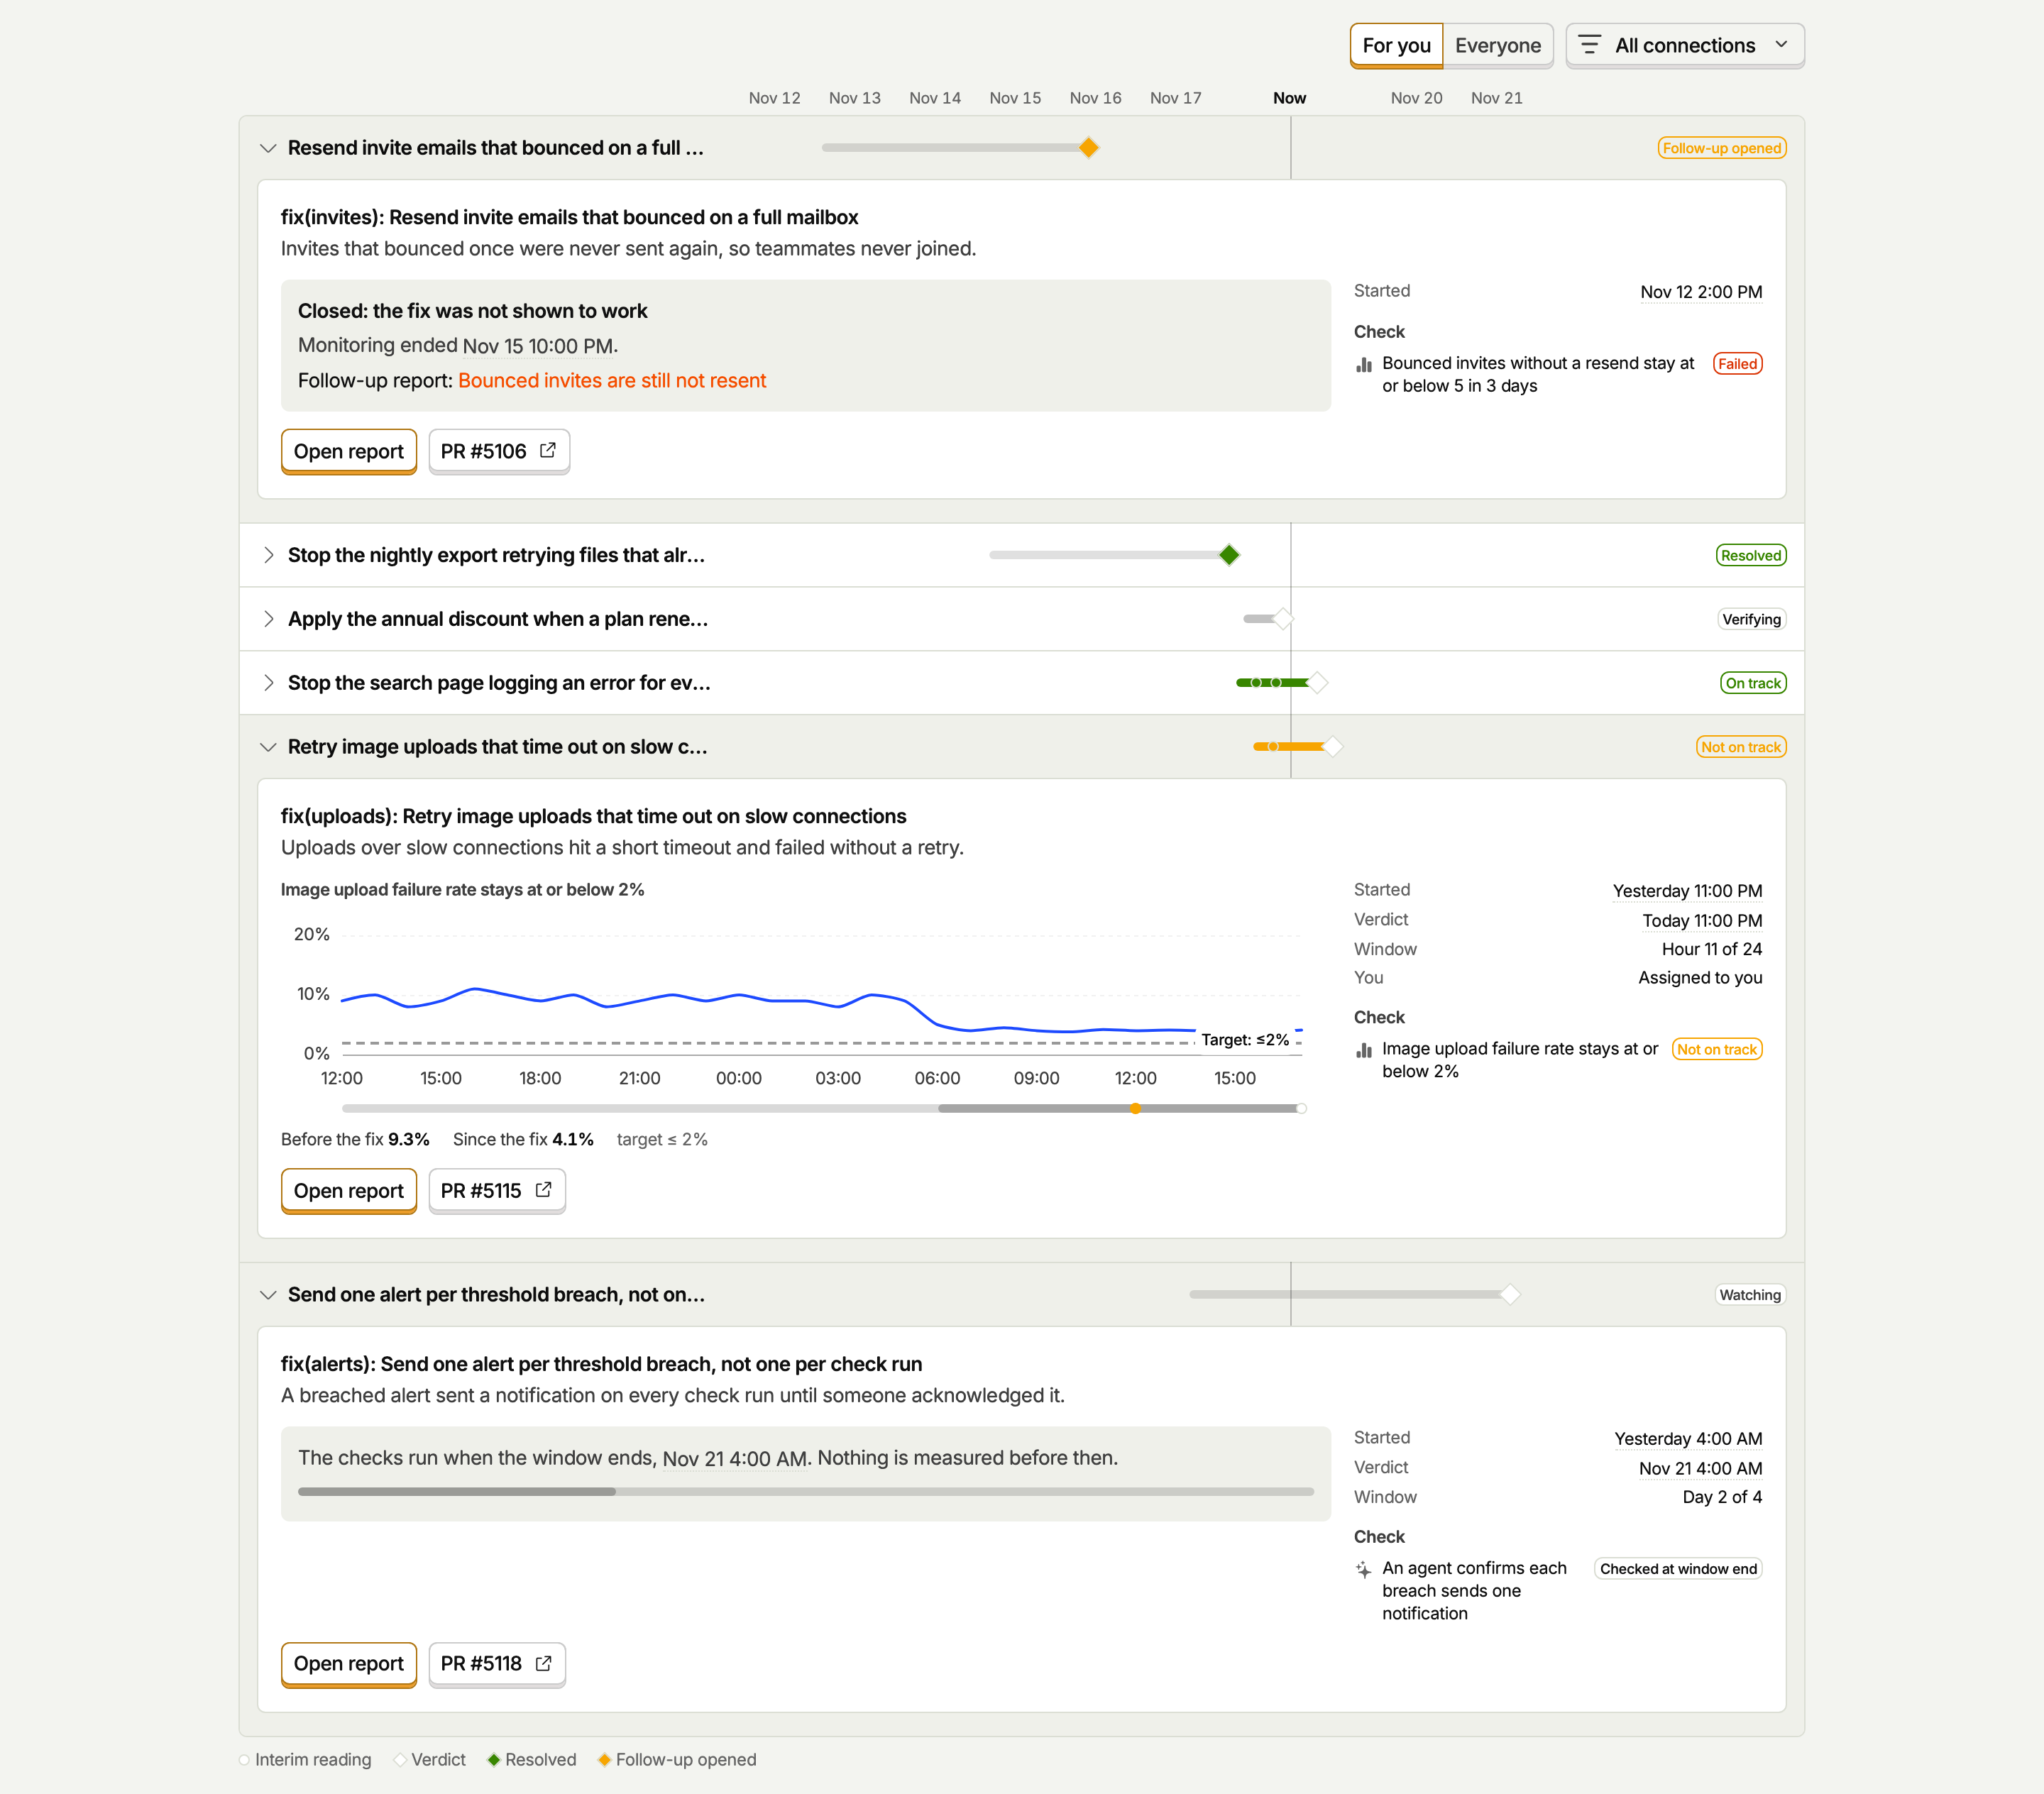 For you Everyone All connections
Nov 12 Nov 13 Nov 14 Nov 15 Nov 16 Nov 17 Now Nov 20 Nov 21
Resend invite emails that bounced on a full ... Follow-up opened
fix(invites): Resend invite emails that bounced on a full mailbox
Invites that bounced once were never sent again, so teammates never joined.
Closed: the fix was not shown to work
Monitoring ended Nov 15 10:00 PM.
Follow-up report: Bounced invites are still not resent
Started Nov 12 2:00 PM
Check
Bounced invites without a resend stay at Failed
or below 5 in 3 days
Open report PR #5106
Stop the nightly export retrying files that alr... Resolved
Apply the annual discount when a plan rene... Verifying
Stop the search page logging an error for ev... On track
Retry image uploads that time out on slow c... Not on track
fix(uploads): Retry image uploads that time out on slow connections
Uploads over slow connections hit a short timeout and failed without a retry.
Image upload failure rate stays at or below 2%
20%
10%
Target: ≤2%
0%
12:00 15:00 18:00 21:00 00:00 03:00 06:00 09:00 12:00 15:00
Before the fix 9.3% Since the fix 4.1% target ≤ 2%
Started Yesterday 11:00 PM
Verdict Today 11:00 PM
Window Hour 11 of 24
You Assigned to you
Check
Image upload failure rate stays at or Not on track
below 2%
Open report PR #5115
Send one alert per threshold breach, not on... Watching
fix(alerts): Send one alert per threshold breach, not one per check run
A breached alert sent a notification on every check run until someone acknowledged it.
The checks run when the window ends, Nov 21 4:00 AM. Nothing is measured before then.
Started Yesterday 4:00 AM
Verdict Nov 21 4:00 AM
Window Day 2 of 4
Check
An agent confirms each Checked at window end
breach sends one
notification
Open report PR #5118
Interim reading Verdict Resolved Follow-up opened